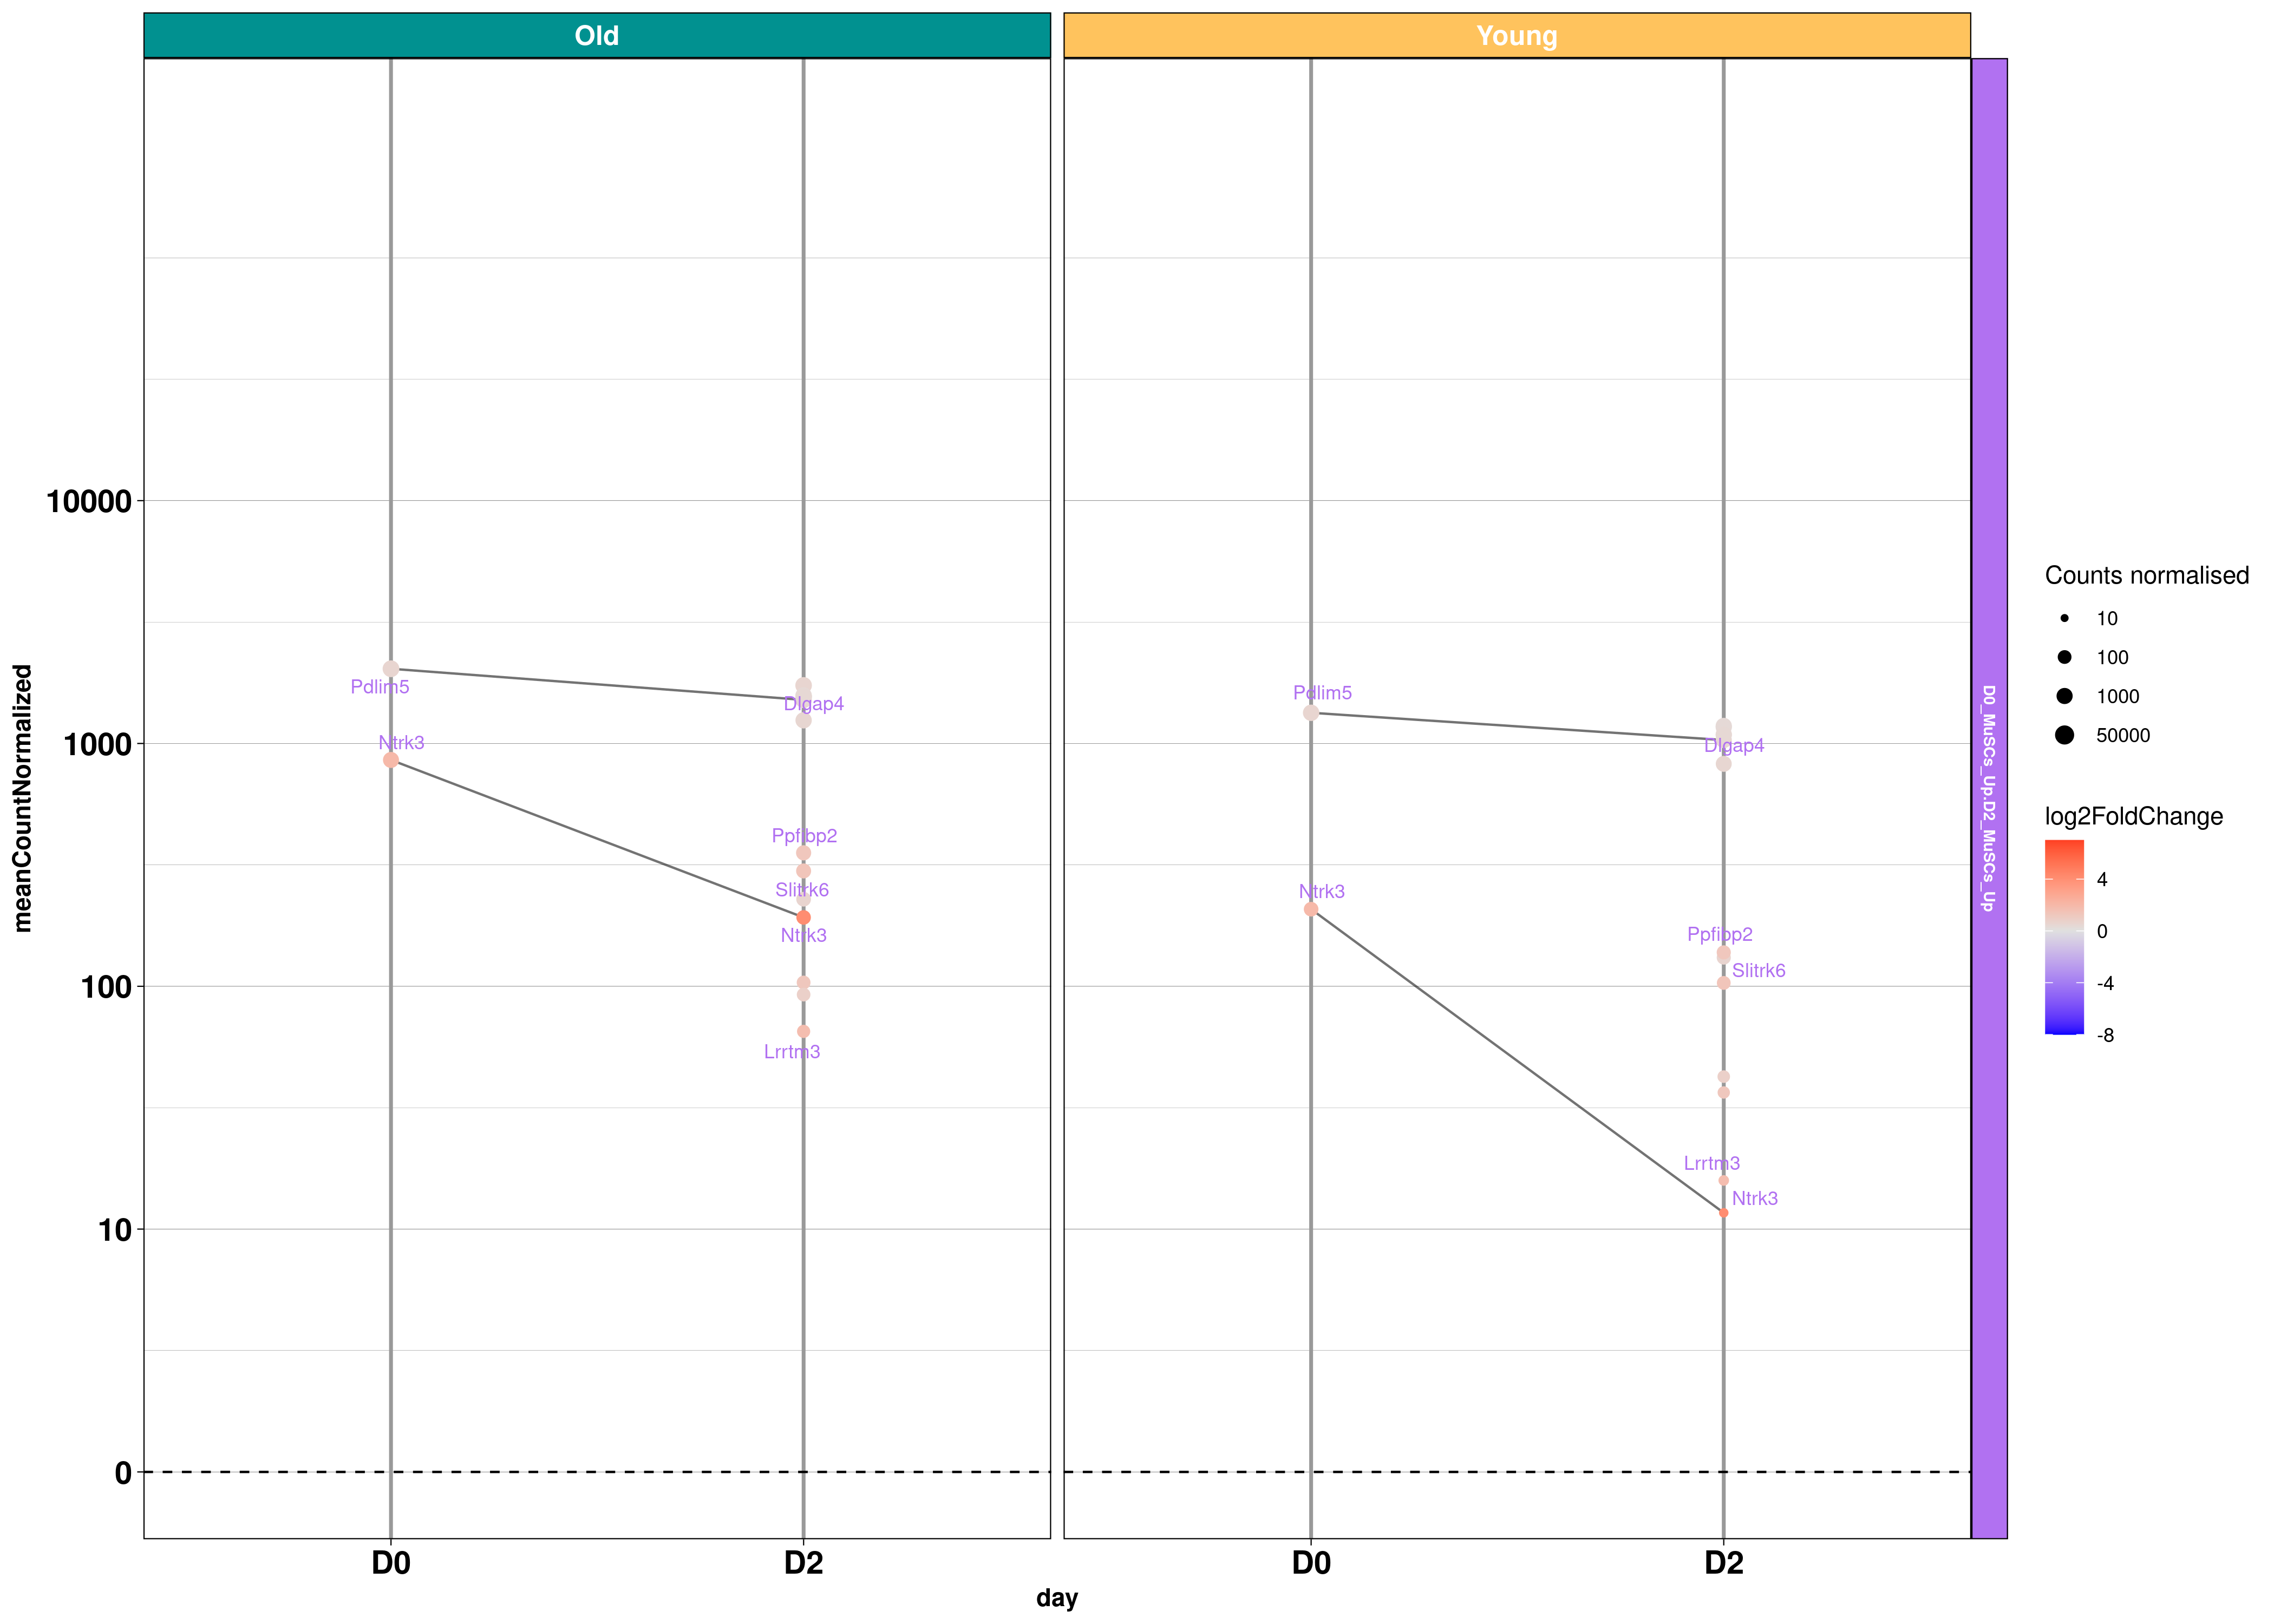 Old
Young
meanCountNormalized
10000
1000
100
10
0
Pdlim5
Ntrk3
Dlgap4
Ppfibp2
Slitrk6
Ntrk3
Lrrtm3
Pdlim5
Ntrk3
Dlgap4
Ppfibp2
Slitrk6
Lrrtm3
Ntrk3
D0_MuSCs_Up.D2_MuSCs_Up
D0
D2
D0
D2
day
Counts normalised
10
100
1000
50000
log2FoldChange
4
0
-4
-8